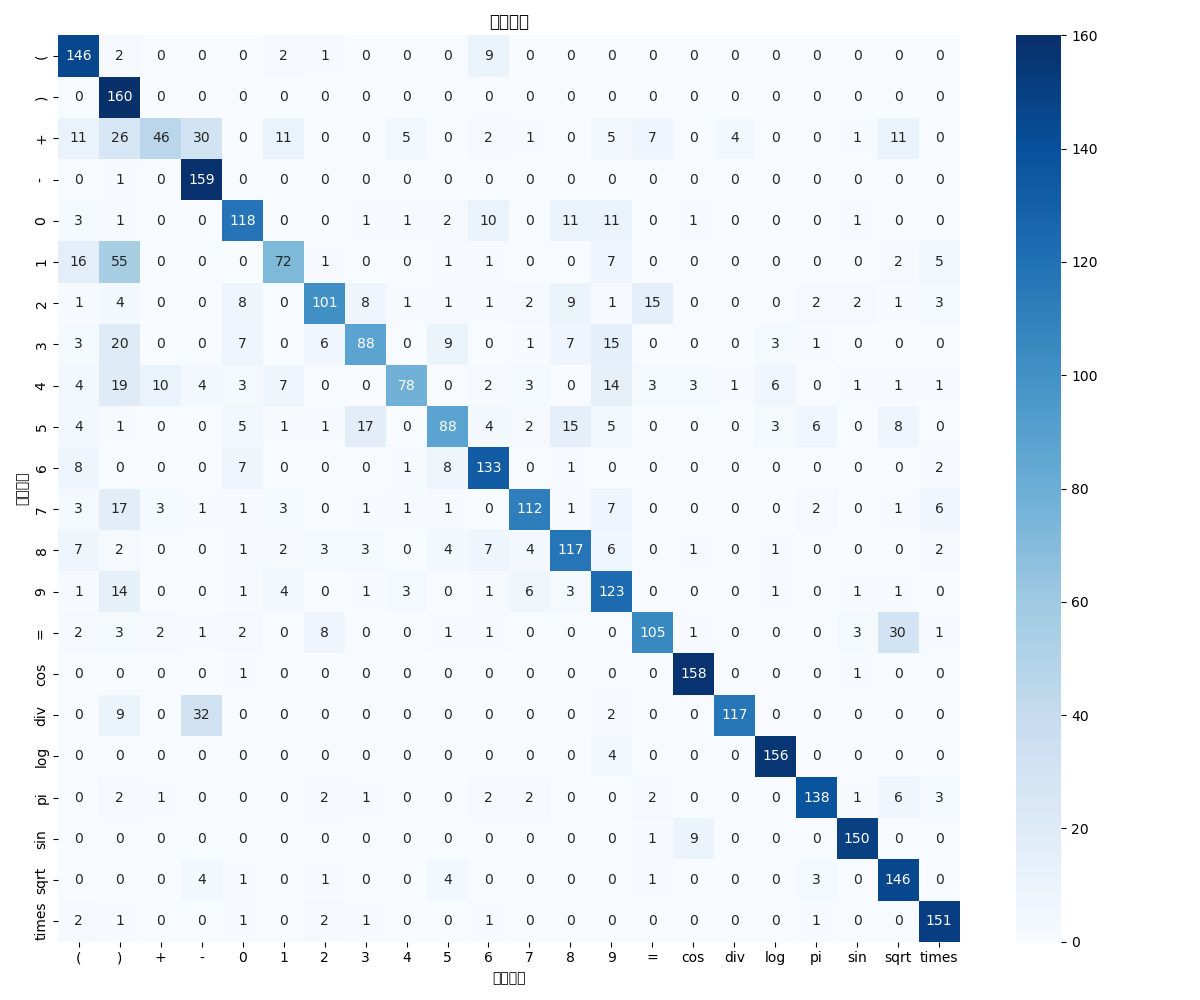 ( 146 2 0 0 0 2 1 0 0 0 9 0 0 0 0 0 0 0 0 0 0 0 160
) 0 160 0 0 0 0 0 0 0 0 0 0 0 0 0 0 0 0 0 0 0 0
+ 11 26 46 30 0 11 0 0 5 0 2 1 0 5 7 0 4 0 0 1 11 0 140
- 0 1 0 159 0 0 0 0 0 0 0 0 0 0 0 0 0 0 0 0 0 0
0 3 1 0 0 118 0 0 1 1 2 10 0 11 11 0 1 0 0 0 1 0 0 120
1 16 55 0 0 0 72 1 0 0 1 1 0 0 7 0 0 0 0 0 0 2 5
2 1 4 0 0 8 0 101 8 1 1 1 2 9 1 15 0 0 0 2 2 1 3
3 3 20 0 0 7 0 6 88 0 9 0 1 7 15 0 0 0 3 1 0 0 0 100
4 4 19 10 4 3 7 0 0 78 0 2 3 0 14 3 3 1 6 0 1 1 1
5 4 1 0 0 5 1 1 17 0 88 4 2 15 5 0 0 0 3 6 0 8 0
6 8 0 0 0 7 0 0 0 1 8 133 0 1 0 0 0 0 0 0 0 0 2 80
7 3 17 3 1 1 3 0 1 1 1 0 112 1 7 0 0 0 0 2 0 1 6
8 7 2 0 0 1 2 3 3 0 4 7 4 117 6 0 1 0 1 0 0 0 2
9 1 14 0 0 1 4 0 1 3 0 1 6 3 123 0 0 0 1 0 1 1 0 60
= 2 3 2 1 2 0 8 0 0 1 1 0 0 0 105 1 0 0 0 3 30 1
cos 0 0 0 0 1 0 0 0 0 0 0 0 0 0 0 158 0 0 0 1 0 0
div 0 9 0 32 0 0 0 0 0 0 0 0 0 2 0 0 117 0 0 0 0 0 40
log 0 0 0 0 0 0 0 0 0 0 0 0 0 4 0 0 0 156 0 0 0 0
pi 0 2 1 0 0 0 2 1 0 0 2 2 0 0 2 0 0 0 138 1 6 3
sin 0 0 0 0 0 0 0 0 0 0 0 0 0 0 1 9 0 0 0 150 0 0 20
sqrt 0 0 0 4 1 0 1 0 0 4 0 0 0 0 1 0 0 0 3 0 146 0
times 2 1 0 0 1 0 2 1 0 0 1 0 0 0 0 0 0 0 1 0 0 151 0
( ) + - 0 1 2 3 4 5 6 7 8 9 = cos div log pi sin sqrt times